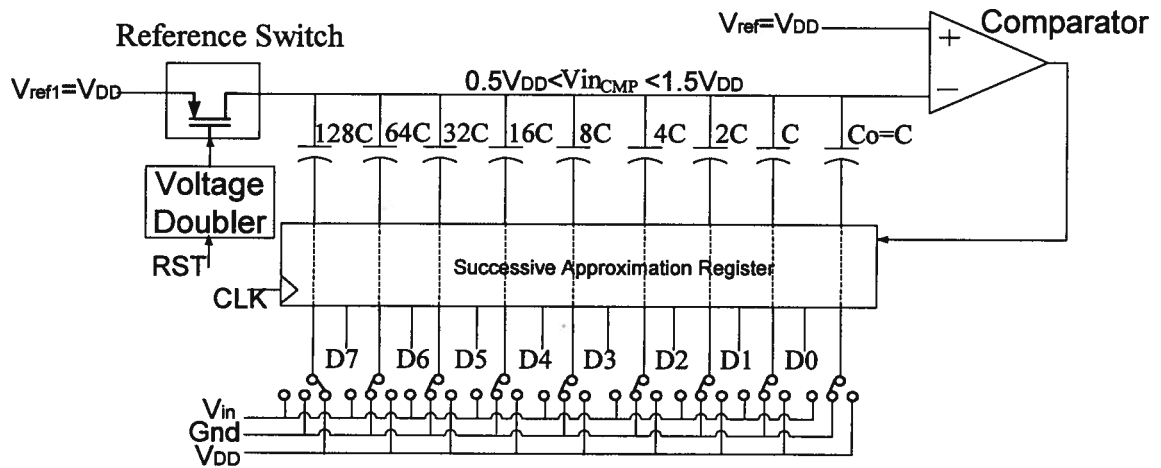 Comparator
Vref=VDD
+
−
Reference Switch
Vref1=VDD
0.5VDD<VinCMP<1.5VDD
128C 64C 32C 16C 8C 4C 2C C Co=C
Voltage
Doubler
RST
Successive Approximation Register
CLK
D7 D6 D5 D4 D3 D2 D1 D0
Vin
Gnd
VDD